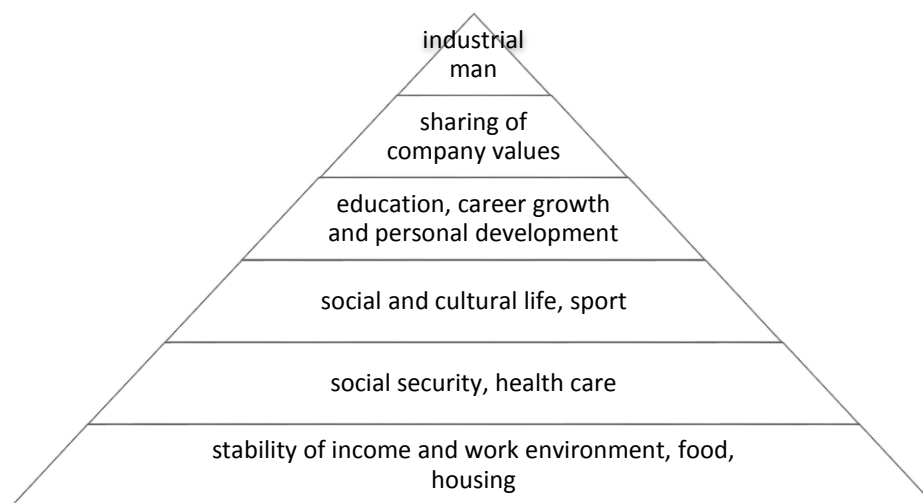 industrial
man
sharing of
company values
education, career growth
and personal development
social and cultural life, sport
social security, health care
stability of income and work environment, food,
housing